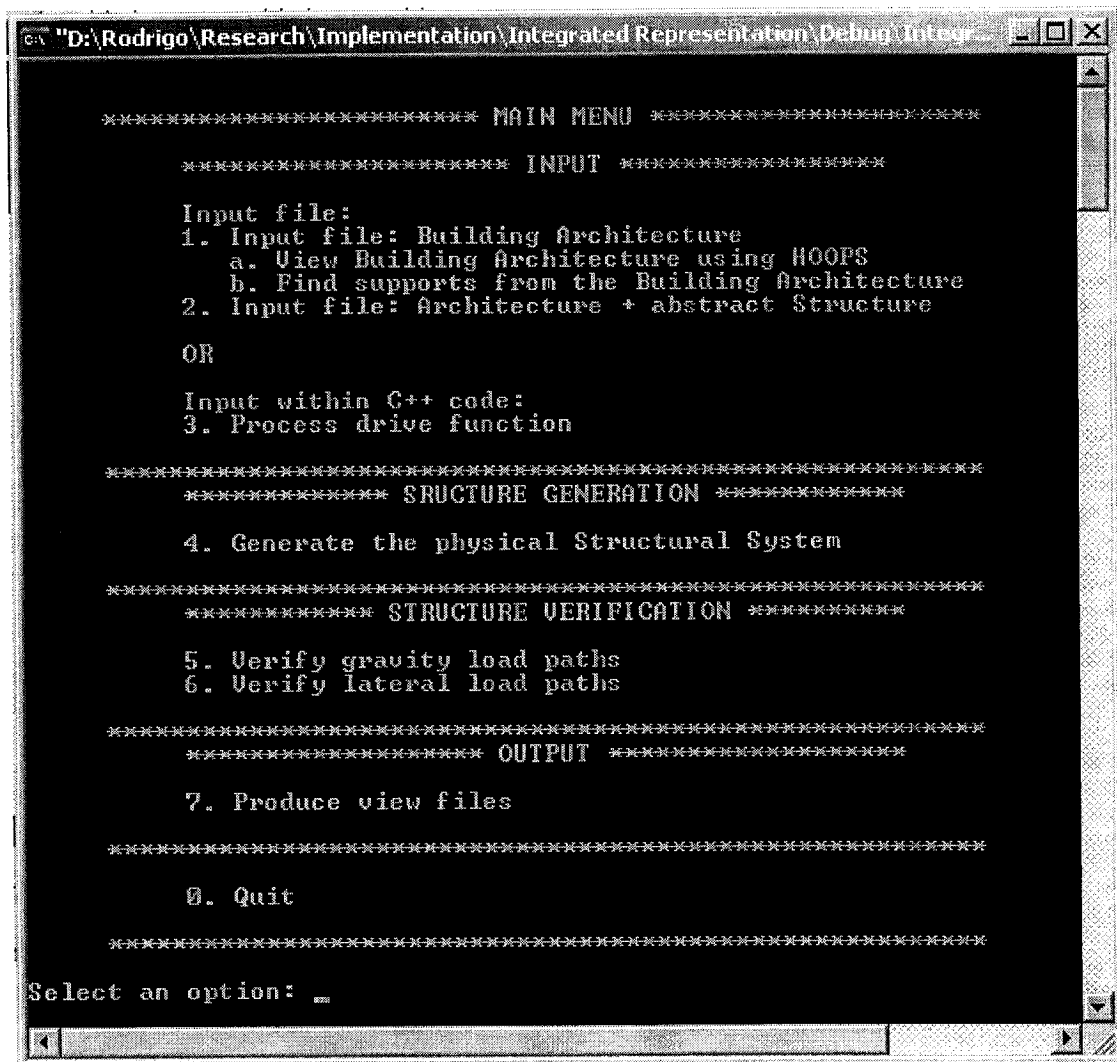 "D:\Rodrigo\Research\Implementation\Integrated Representation\Debug\Integr...
************************ MAIN MENU *********************
********************* INPUT *****************
Input file:
1. Input file: Building Architecture
a. View Building Architecture using HOOPS
b. Find supports from the Building Architecture
2. Input file: Architecture + abstract Structure
OR
Input within C++ code:
3. Process drive function
********************************************************
************* SRUCTURE GENERATION ************
4. Generate the physical Structural System
********************************************************
************ STRUCTURE VERIFICATION **********
5. Verify gravity load paths
6. Verify lateral load paths
********************************************************
******************* OUTPUT *******************
7. Produce view files
********************************************************
0. Quit
********************************************************
Select an option: _